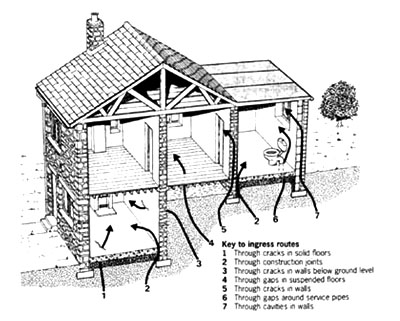 5
2
6
7
4
3
1
2
Key to ingress routes
1 Through cracks in solid floors
2 Through construction joints
3 Through cracks in walls below ground level
4 Through gaps in suspended floors
5 Through cracks in walls
6 Through gaps around service pipes
7 Through cavities in walls